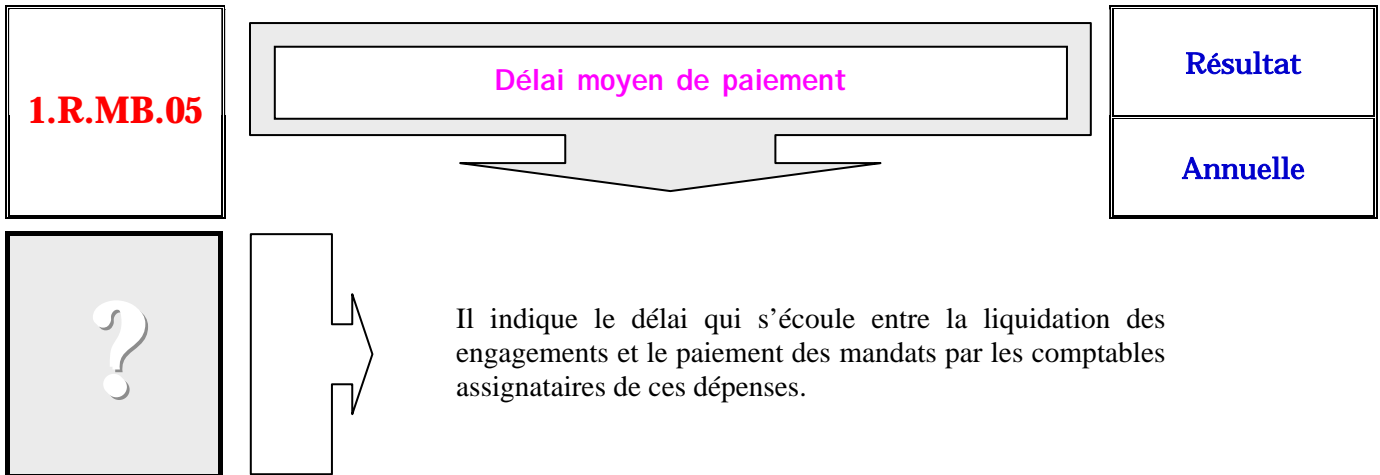 1.R.MB.05
Délai moyen de paiement
Résultat
Annuelle
?
Il indique le délai qui s’écoule entre la liquidation des
engagements et le paiement des mandats par les comptables
assignataires de ces dépenses.